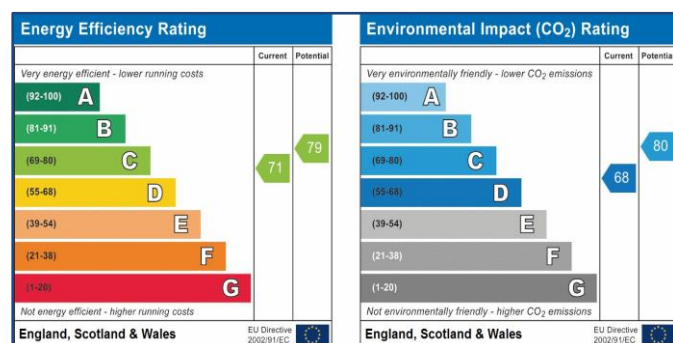 Energy Efficiency Rating
Current Potential
Very energy efficient - lower running costs
(92-100) A
(81-91) B
(69-80) C
(55-68) D
(39-54) E
(21-38) F
(1-20) G
71
79
Not energy efficient - higher running costs
England, Scotland & Wales
EU Directive
2002/91/EC
Environmental Impact (CO2) Rating
Current Potential
Very environmentally friendly - lower CO2 emissions
(92-100) A
(81-91) B
(69-80) C
(55-68) D
(39-54) E
(21-38) F
(1-20) G
68
80
Not environmentally friendly - higher CO2 emissions
England, Scotland & Wales
EU Directive
2002/91/EC